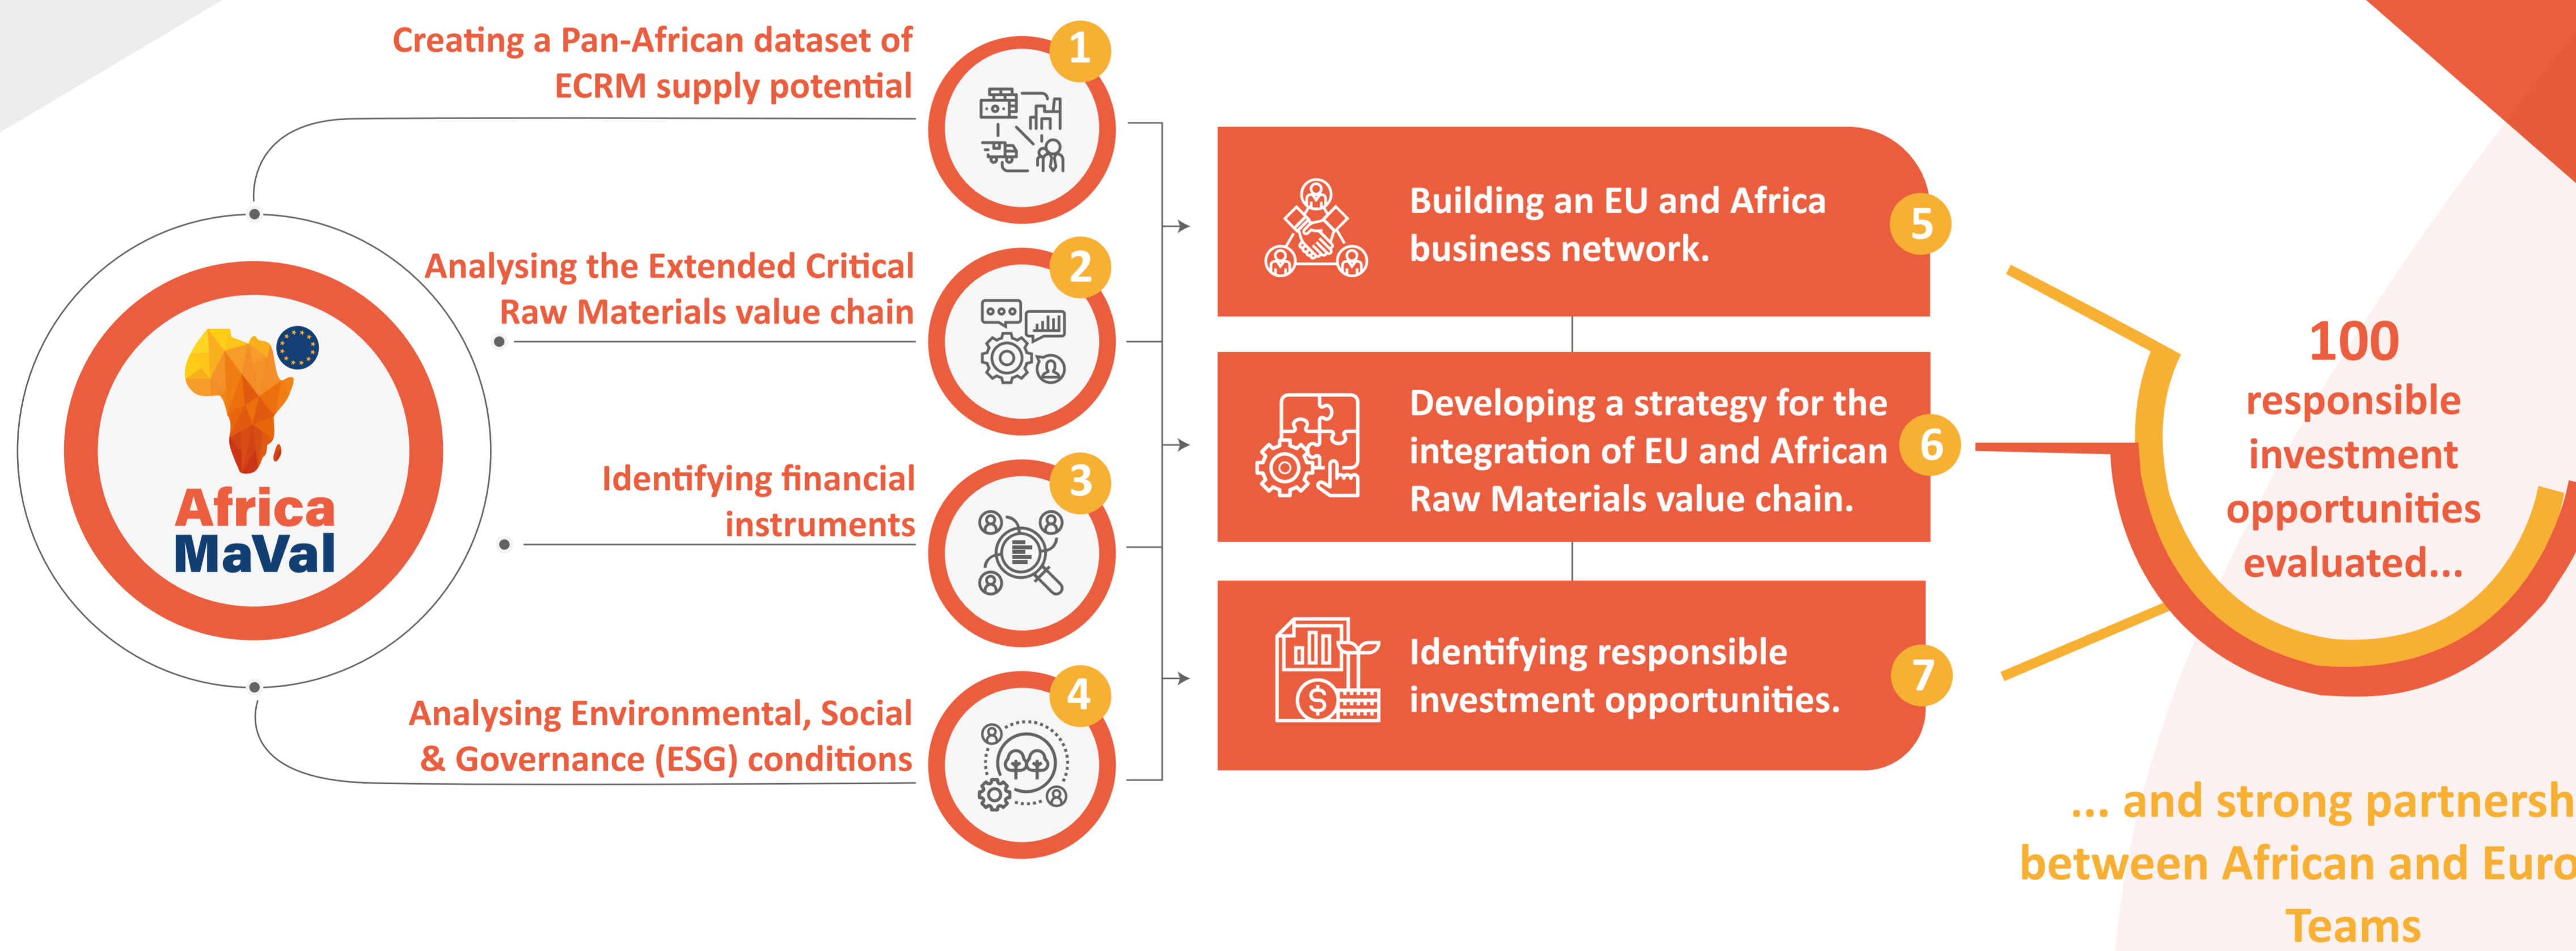 Africa
MaVal
Creating a Pan-African dataset of
ECRM supply potential
1
Analysing the Extended Critical
Raw Materials value chain
2
Identifying financial
instruments
3
Analysing Environmental, Social
& Governance (ESG) conditions
4
Building an EU and Africa
business network.
5
Developing a strategy for the
integration of EU and African
Raw Materials value chain.
6
Identifying responsible
investment opportunities.
7
100
responsible
investment
opportunities
evaluated...
... and strong partnersh
between African and Euro
Teams